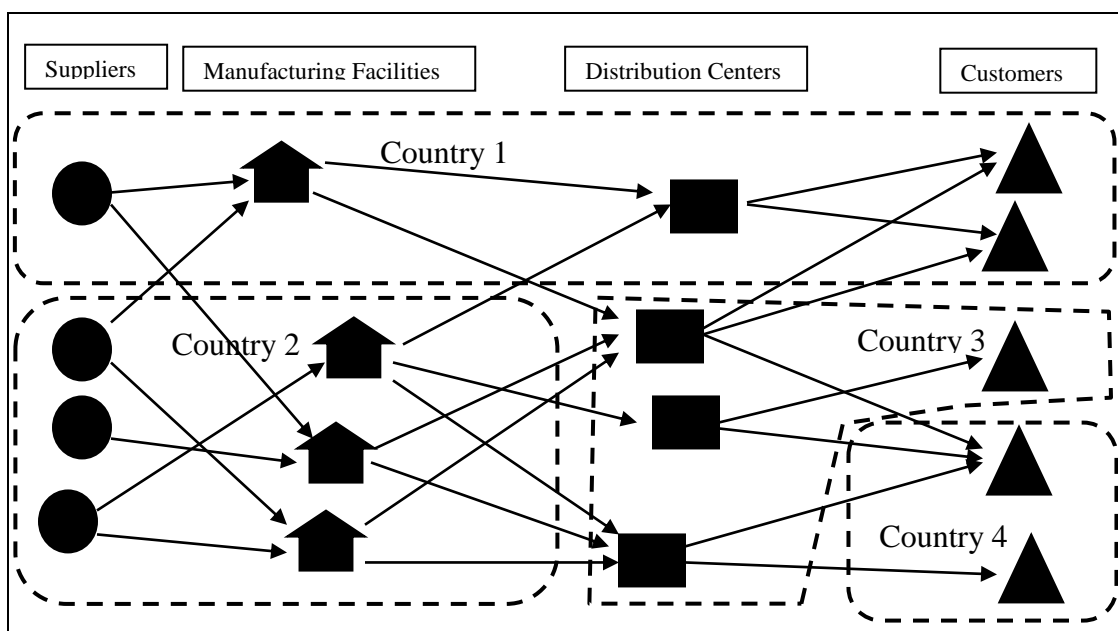 Suppliers
Manufacturing Facilities
Distribution Centers
Customers
Country 1
Country 2
Country 3
Country 4